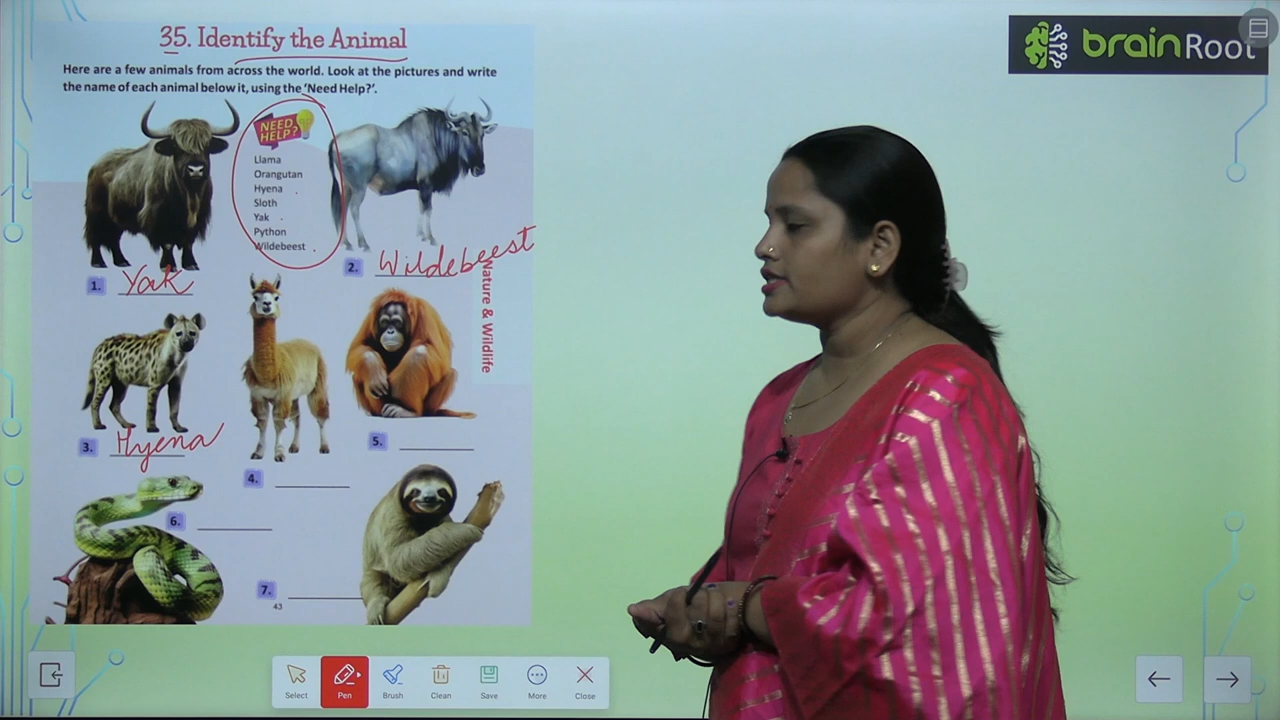 35. Identify the Animal
Here are a few animals from across the world. Look at the pictures and write
the name of each animal below it, using the 'Need Help?'.
NEED
HELP?
Llama
Orangutan
Hyena
Sloth
Yak
Python
Wildebeest
1. Yak
2. Wildebeest
3. Hyena
4.
5.
6.
7.
43
Nature & Wildlife
brain Root
Select
Pen
Brush
Clean
Save
More
Close